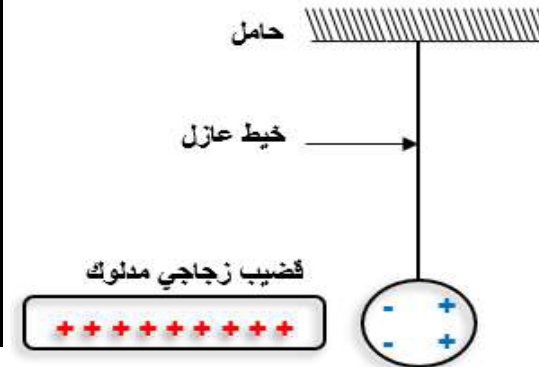 حامل
خيط عازل
قضيب زجاجي مدلوك
+ + + + + + + + +
- +
- +